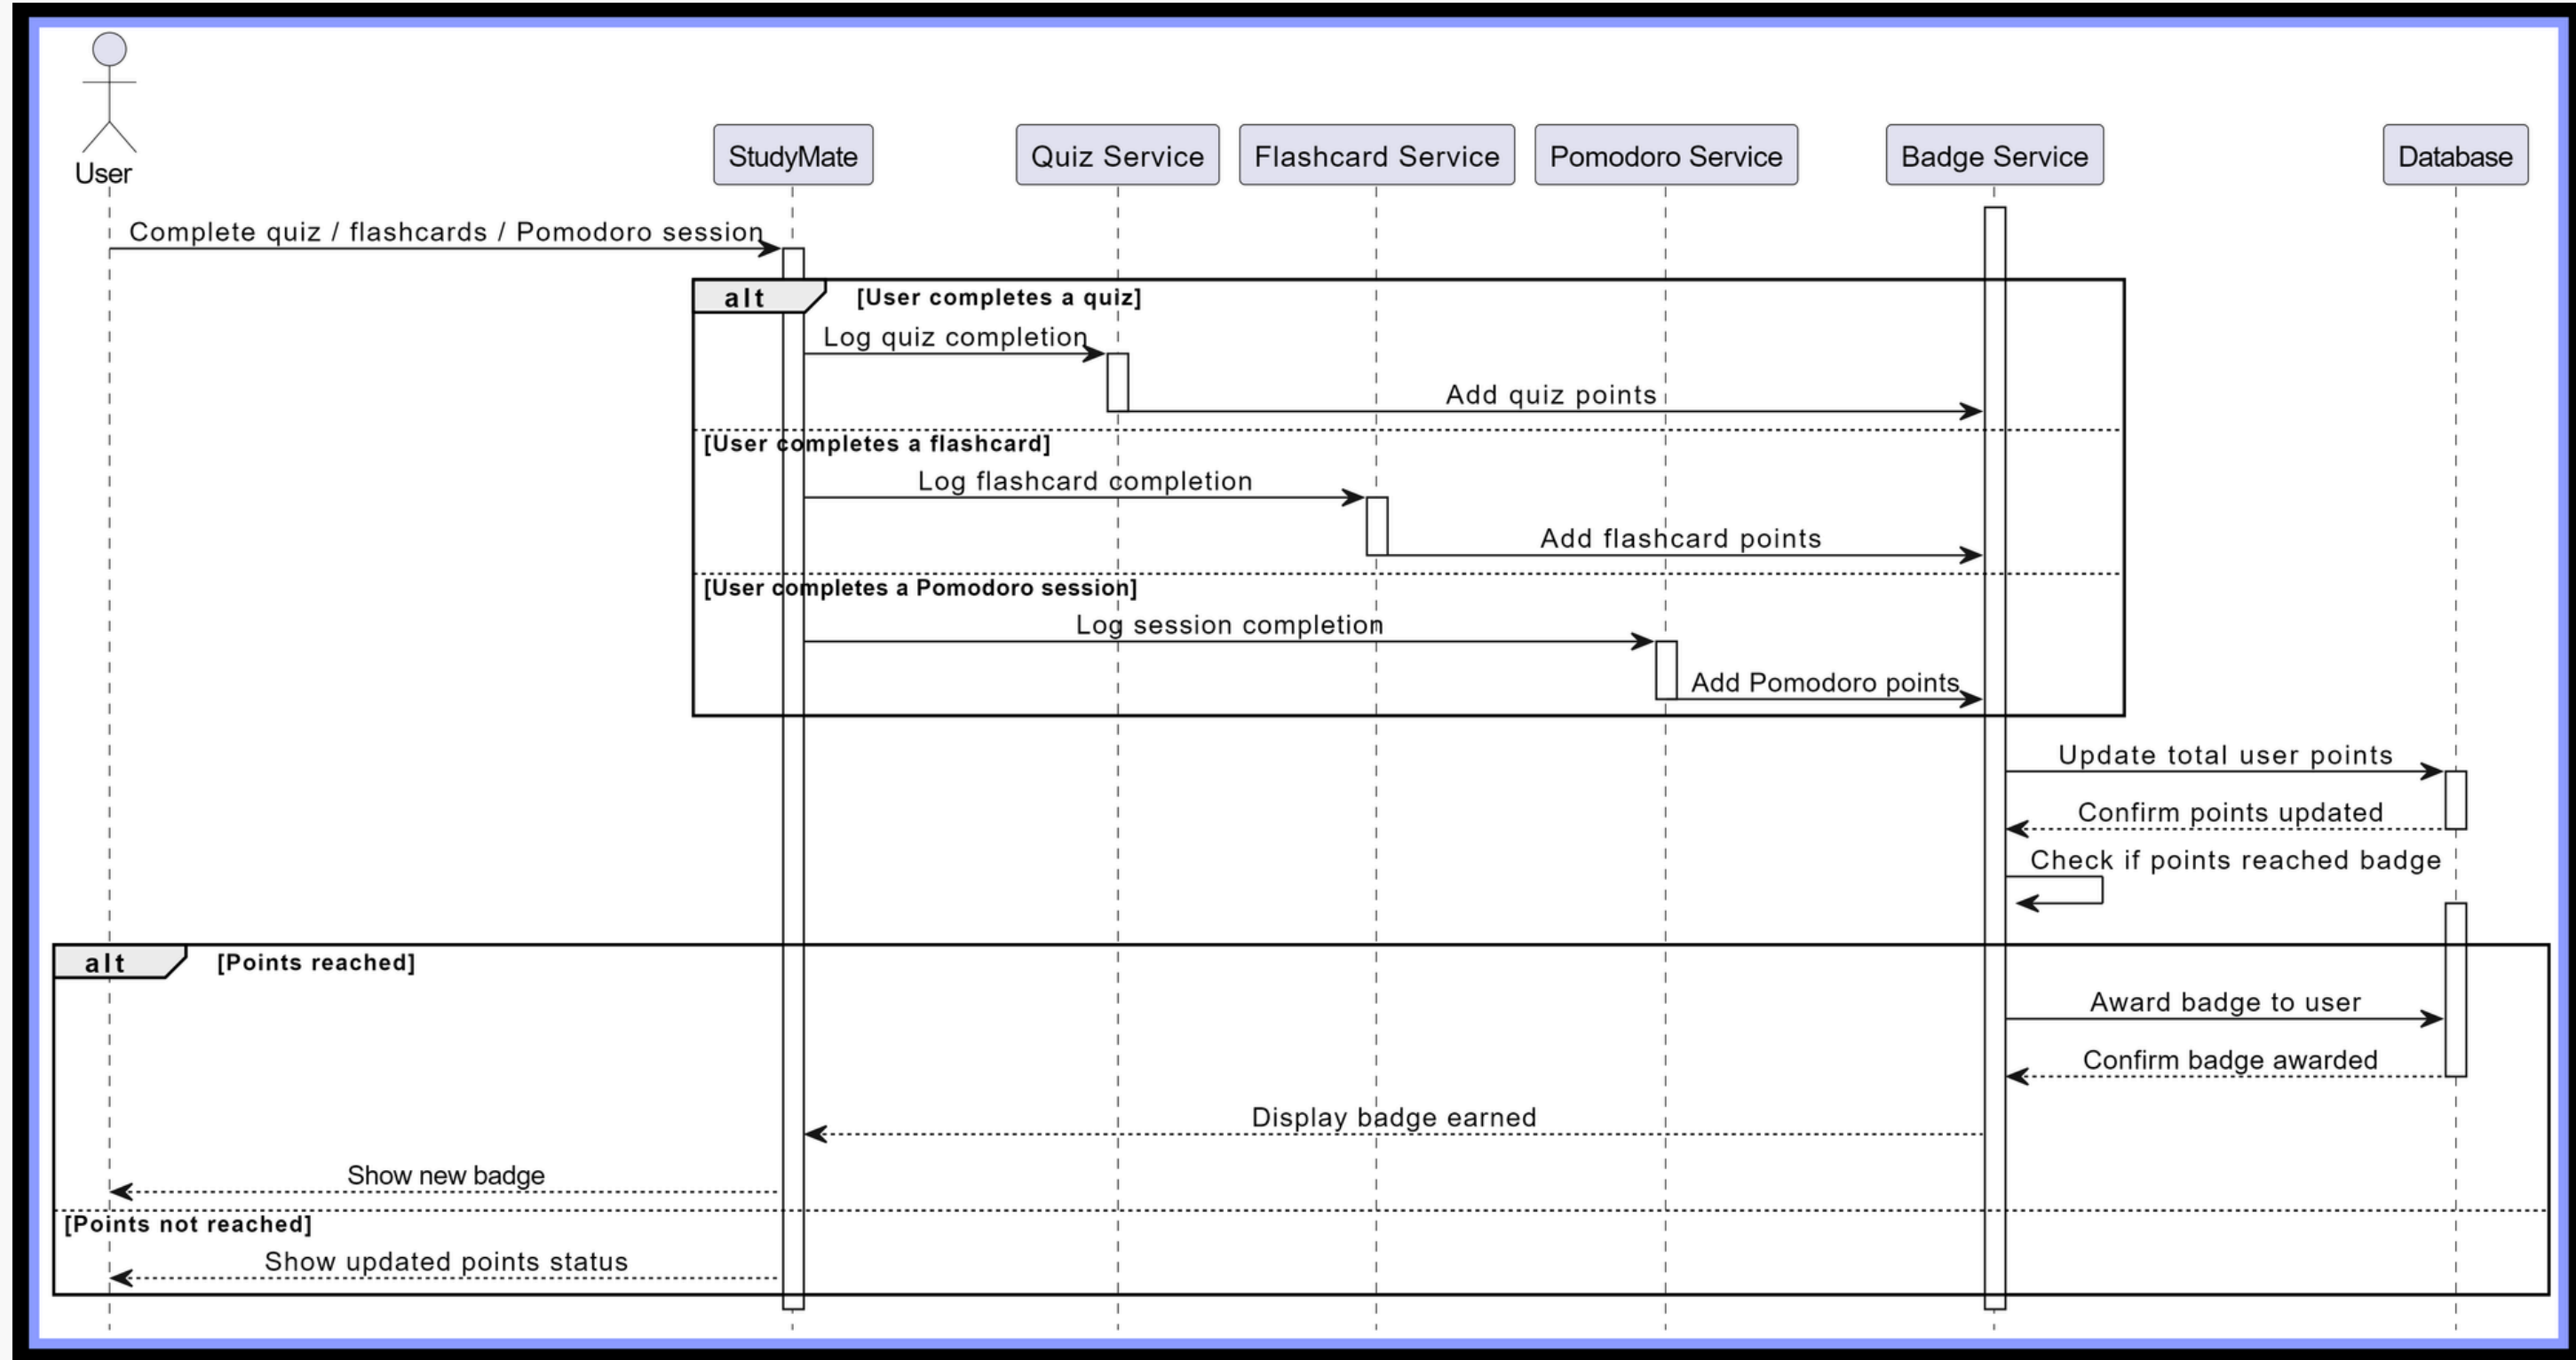 User
StudyMate
Quiz Service
Flashcard Service
Pomodoro Service
Badge Service
Database
Complete quiz / flashcards / Pomodoro session
alt
[User completes a quiz]
Log quiz completion
Add quiz points
[User completes a flashcard]
Log flashcard completion
Add flashcard points
[User completes a Pomodoro session]
Log session completion
Add Pomodoro points
Update total user points
Confirm points updated
Check if points reached badge
alt
[Points reached]
Award badge to user
Confirm badge awarded
Display badge earned
Show new badge
[Points not reached]
Show updated points status